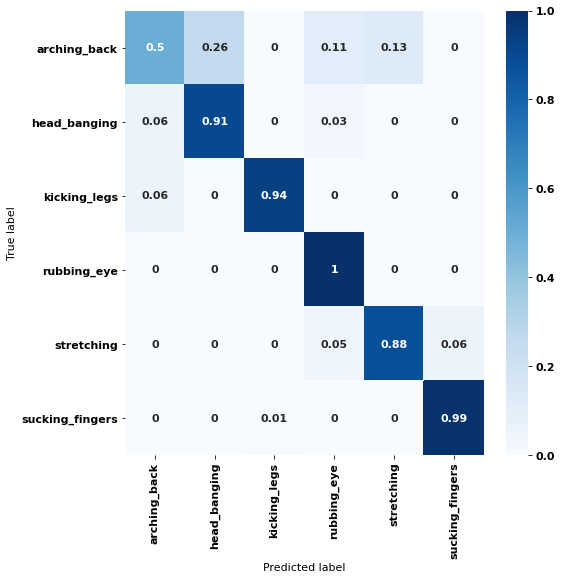 1.0
arching_back 0.5 0.26 0 0.11 0.13 0
head_banging 0.06 0.91 0 0.03 0 0
0.8
kicking_legs 0.06 0 0.94 0 0 0
0.6
True label
rubbing_eye 0 0 0 1 0 0
0.4
stretching 0 0 0 0.05 0.88 0.06
0.2
sucking_fingers 0 0 0.01 0 0 0.99
0.0
arching_back
head_banging
kicking_legs
rubbing_eye
stretching
sucking_fingers
Predicted label